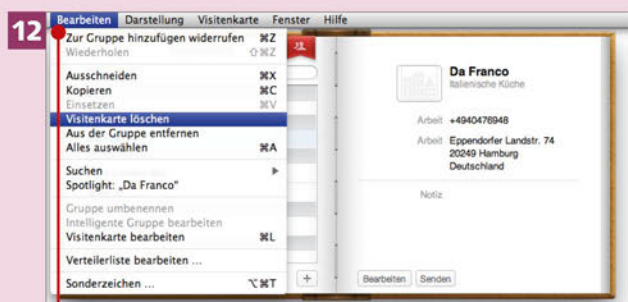 12
Bearbeiten Darstellung Visitenkarte Fenster Hilfe
Zur Gruppe hinzufügen widerrufen ⌘Z
Wiederholen ⇧⌘Z
Ausschneiden ⌘X
Kopieren ⌘C
Einsetzen ⌘V
Visitenkarte löschen
Aus der Gruppe entfernen
Alles auswählen ⌘A
Suchen ▶
Spotlight: „Da Franco"
Gruppe umbenennen
Intelligente Gruppe bearbeiten
Visitenkarte bearbeiten ⌘L
Verteilerliste bearbeiten ...
Sonderzeichen ... ⌥⌘T
+
Da Franco
Italienische Küche
Arbeit +4940476948
Arbeit Eppendorfer Landstr. 74
20249 Hamburg
Deutschland
Notiz
Bearbeiten Senden